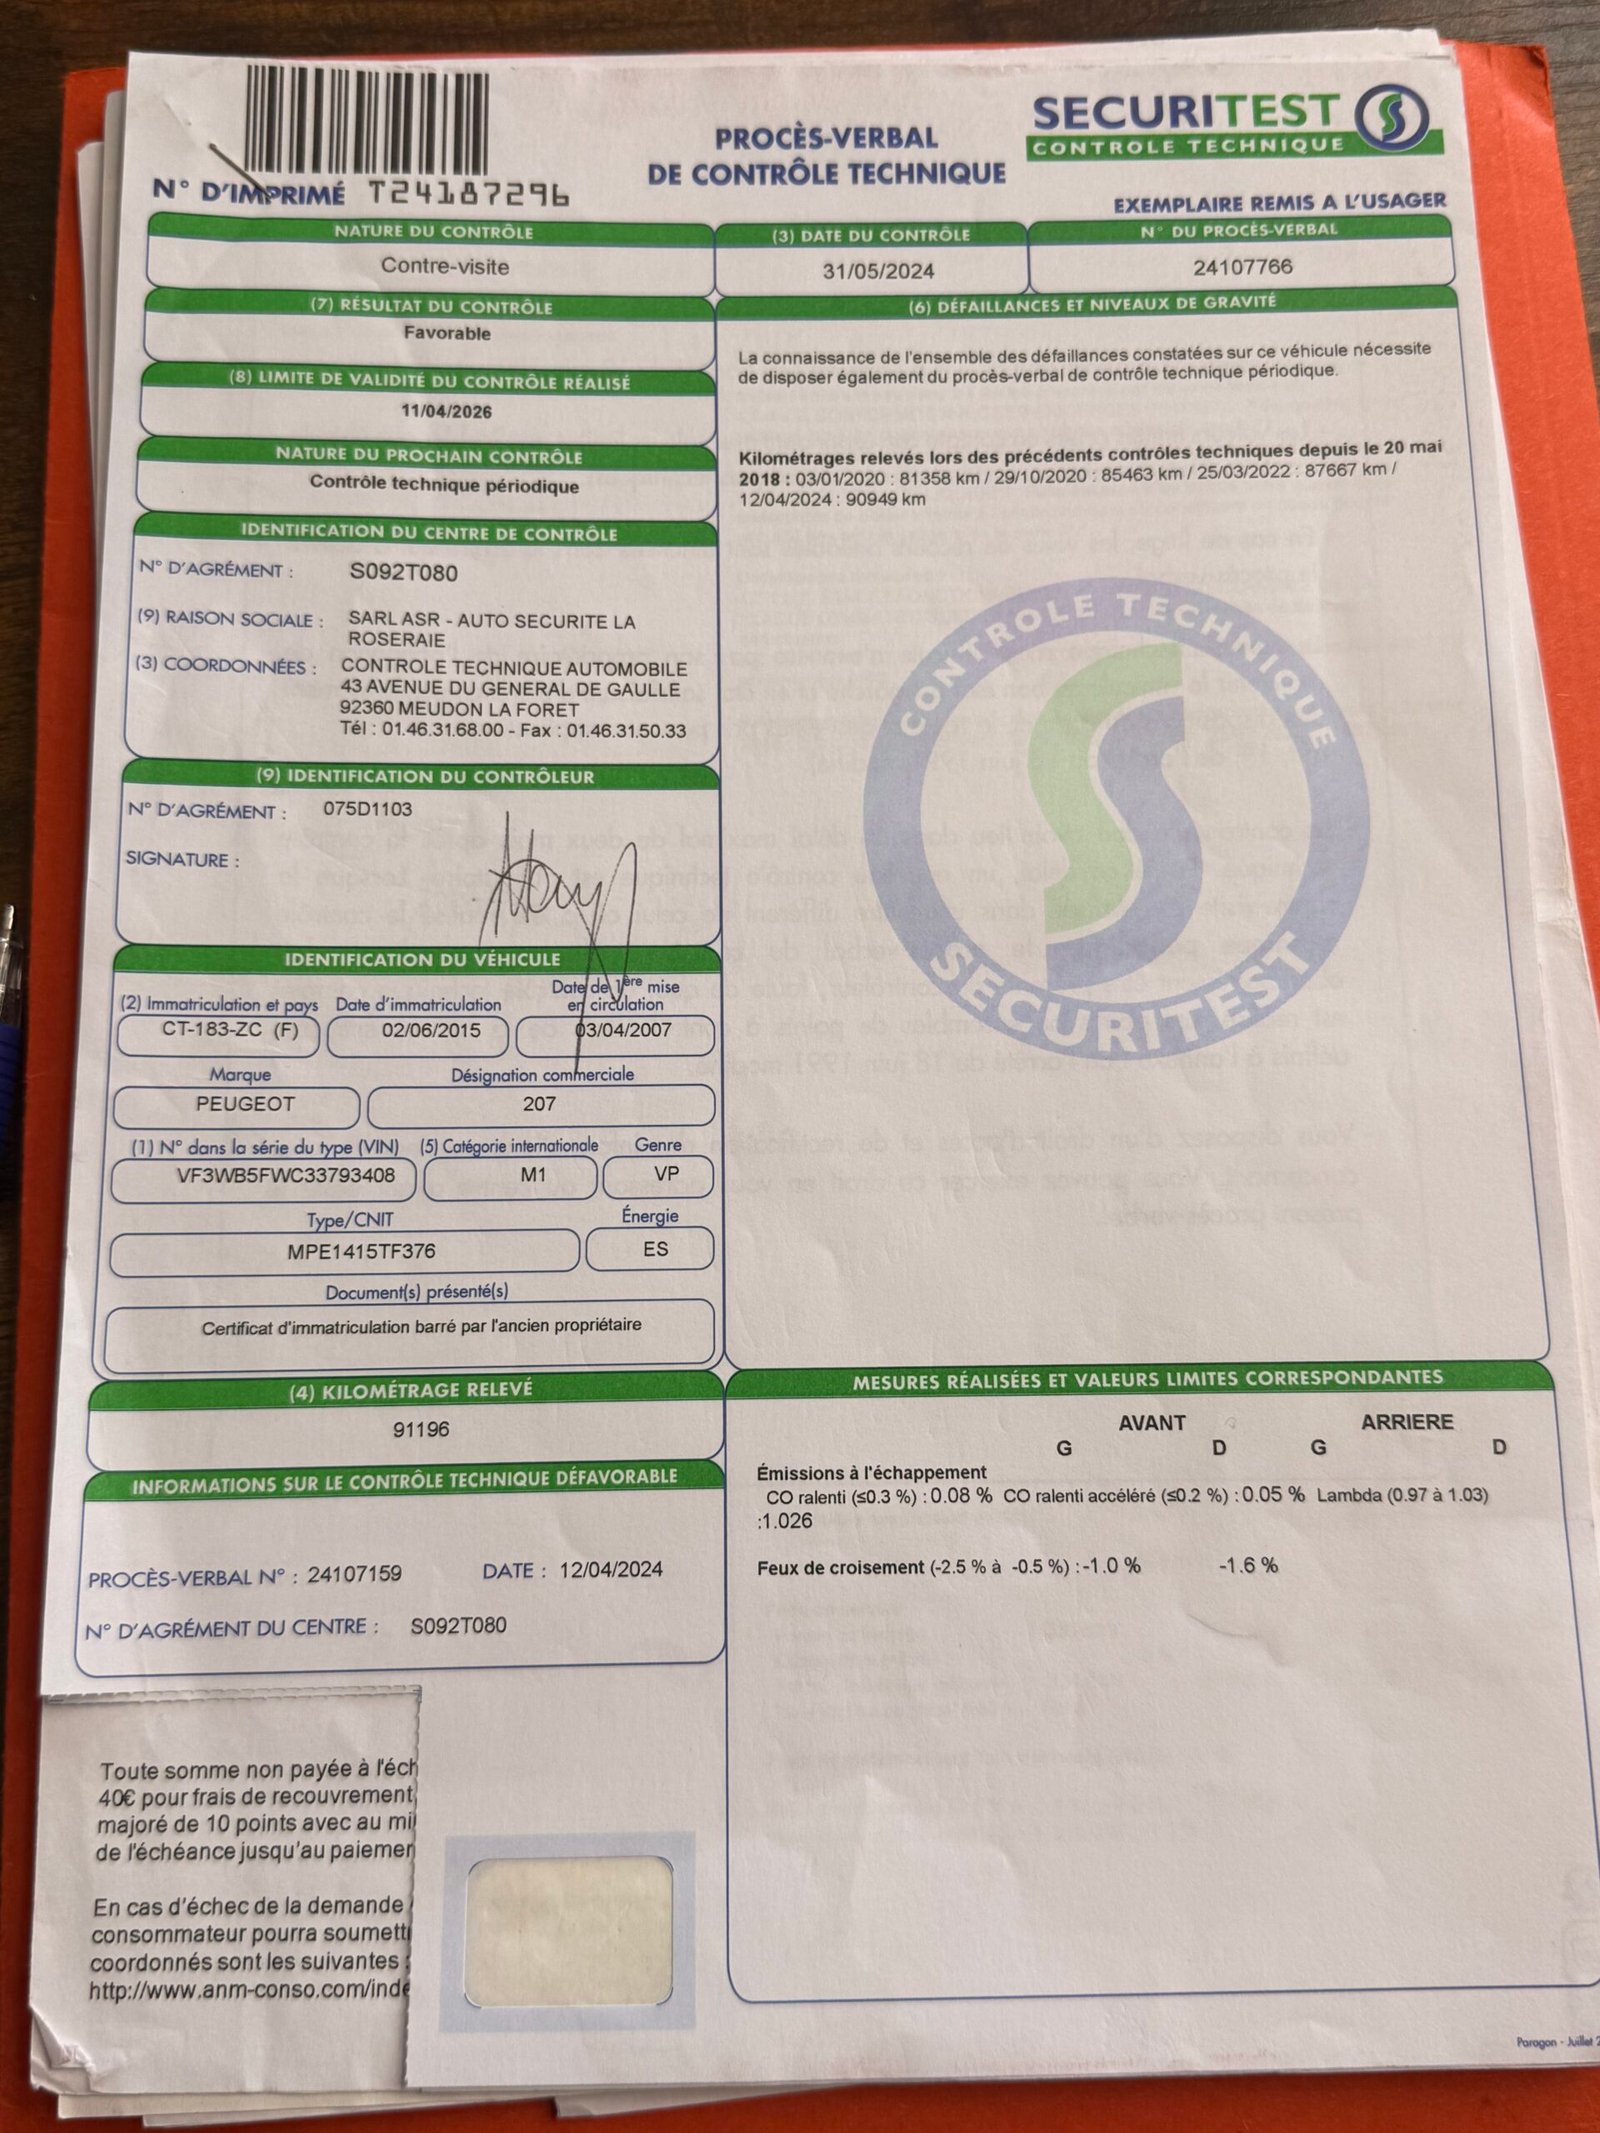 SECURITEST
CONTROLE TECHNIQUE
PROCÈS-VERBAL
DE CONTRÔLE TECHNIQUE
N° D'IMPRIMÉ T24187296
EXEMPLAIRE REMIS A L'USAGER
NATURE DU CONTRÔLE
Contre-visite
(3) DATE DU CONTRÔLE
31/05/2024
N° DU PROCÈS-VERBAL
24107766
(7) RÉSULTAT DU CONTRÔLE
Favorable
(8) LIMITE DE VALIDITÉ DU CONTRÔLE RÉALISÉ
11/04/2026
NATURE DU PROCHAIN CONTRÔLE
Contrôle technique périodique
IDENTIFICATION DU CENTRE DE CONTRÔLE
N° D'AGRÉMENT : S092T080
(9) RAISON SOCIALE : SARL ASR - AUTO SECURITE LA
ROSERAIE
(3) COORDONNÉES : CONTROLE TECHNIQUE AUTOMOBILE
43 AVENUE DU GENERAL DE GAULLE
92360 MEUDON LA FORET
Tél : 01.46.31.68.00 - Fax : 01.46.31.50.33
(9) IDENTIFICATION DU CONTRÔLEUR
N° D'AGRÉMENT : 075D1103
SIGNATURE :
IDENTIFICATION DU VÉHICULE
(2) Immatriculation et pays Date d'immatriculation Date de 1ère mise
en circulation
CT-183-ZC (F) 02/06/2015 03/04/2007
Marque Désignation commerciale
PEUGEOT 207
(1) N° dans la série du type (VIN) (5) Catégorie internationale Genre
VF3WB5FWC33793408 M1 VP
Type/CNIT Énergie
MPE1415TF376 ES
Document(s) présenté(s)
Certificat d'immatriculation barré par l'ancien propriétaire
(4) KILOMÉTRAGE RELEVÉ
91196
INFORMATIONS SUR LE CONTRÔLE TECHNIQUE DÉFAVORABLE
PROCÈS-VERBAL N° : 24107159 DATE : 12/04/2024
N° D'AGRÉMENT DU CENTRE : S092T080
(6) DÉFAILLANCES ET NIVEAUX DE GRAVITÉ
La connaissance de l'ensemble des défaillances constatées sur ce véhicule nécessite
de disposer également du procès-verbal de contrôle technique périodique.
Kilométrages relevés lors des précédents contrôles techniques depuis le 20 mai
2018 : 03/01/2020 : 81358 km / 29/10/2020 : 85463 km / 25/03/2022 : 87667 km /
12/04/2024 : 90949 km
CONTROLE TECHNIQUE
SECURITEST
MESURES RÉALISÉES ET VALEURS LIMITES CORRESPONDANTES
AVANT ARRIERE
G D G D
Émissions à l'échappement
CO ralenti (≤0.3 %) : 0.08 % CO ralenti accéléré (≤0.2 %) : 0.05 % Lambda (0.97 à 1.03)
:1.026
Feux de croisement (-2.5 % à -0.5 %) : -1.0 % -1.6 %
Toute somme non payée à l'éch
40€ pour frais de recouvrement
majoré de 10 points avec au mi
de l'échéance jusqu'au paiemen
En cas d'échec de la demande
consommateur pourra soumett
coordonnés sont les suivantes :
http://www.anm-conso.com/inde
Paragon - Juillet